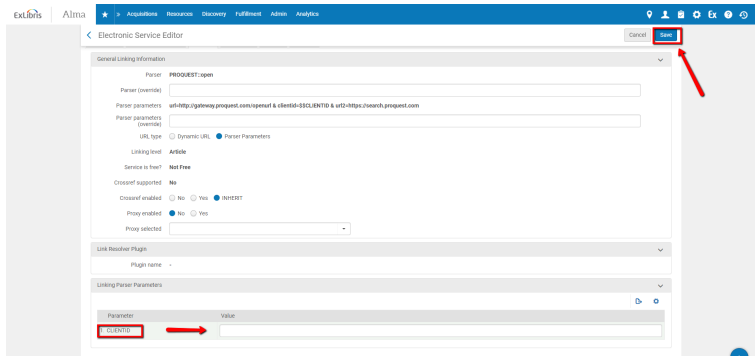 ExLibris Alma » Acquisitions Resources Discovery Fulfillment Admin Analytics Ex
Electronic Service Editor Cancel Save
General Linking Information
Parser PROQUEST::open
Parser (override)
Parser parameters url=http://gateway.proquest.com/openurl & clientid=$$CLIENTID & url2=https://search.proquest.com
Parser parameters
(override)
URL type Dynamic URL Parser Parameters
Linking level Article
Service is free? Not Free
Crossref supported No
Crossref enabled No Yes INHERIT
Proxy enabled No Yes
Proxy selected
Link Resolver Plugin
Plugin name -
Linking Parser Parameters
Parameter Value
1 CLIENTID